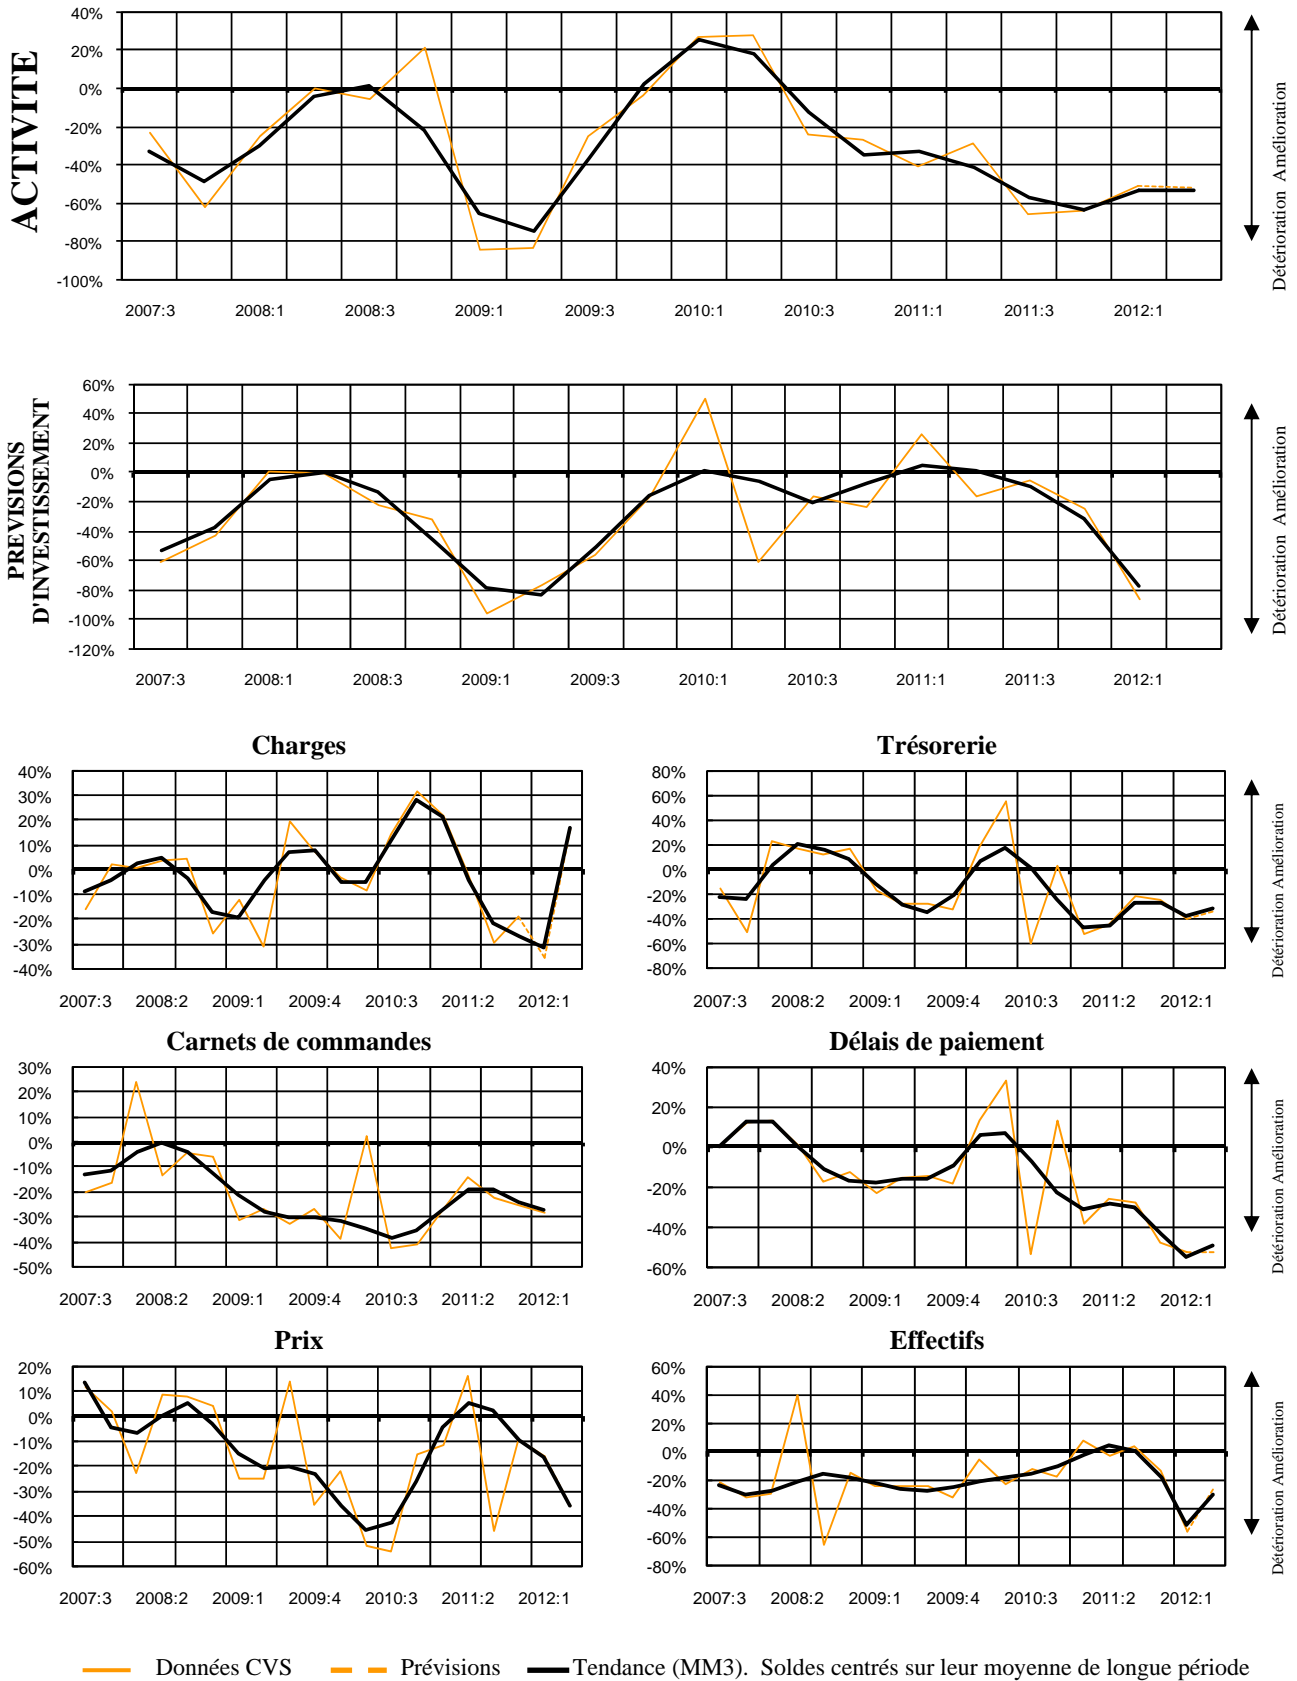 ACTIVITE
40%
20%
0%
-20%
-40%
-60%
-80%
-100%
2007:3 2008:1 2008:3 2009:1 2009:3 2010:1 2010:3 2011:1 2011:3 2012:1
Détérioration Amélioration
PREVISIONS
D'INVESTISSEMENT
60%
40%
20%
0%
-20%
-40%
-60%
-80%
-100%
-120%
2007:3 2008:1 2008:3 2009:1 2009:3 2010:1 2010:3 2011:1 2011:3 2012:1
Détérioration Amélioration
Charges
40%
30%
20%
10%
0%
-10%
-20%
-30%
-40%
2007:3 2008:2 2009:1 2009:4 2010:3 2011:2 2012:1
Trésorerie
80%
60%
40%
20%
0%
-20%
-40%
-60%
-80%
2007:3 2008:2 2009:1 2009:4 2010:3 2011:2 2012:1
Détérioration Amélioration
Carnets de commandes
30%
20%
10%
0%
-10%
-20%
-30%
-40%
-50%
2007:3 2008:2 2009:1 2009:4 2010:3 2011:2 2012:1
Délais de paiement
40%
20%
0%
-20%
-40%
-60%
2007:3 2008:2 2009:1 2009:4 2010:3 2011:2 2012:1
Détérioration Amélioration
Prix
20%
10%
0%
-10%
-20%
-30%
-40%
-50%
-60%
2007:3 2008:2 2009:1 2009:4 2010:3 2011:2 2012:1
Effectifs
60%
40%
20%
0%
-20%
-40%
-60%
-80%
2007:3 2008:2 2009:1 2009:4 2010:3 2011:2 2012:1
Détérioration Amélioration
Données CVS Prévisions Tendance (MM3). Soldes centrés sur leur moyenne de longue période